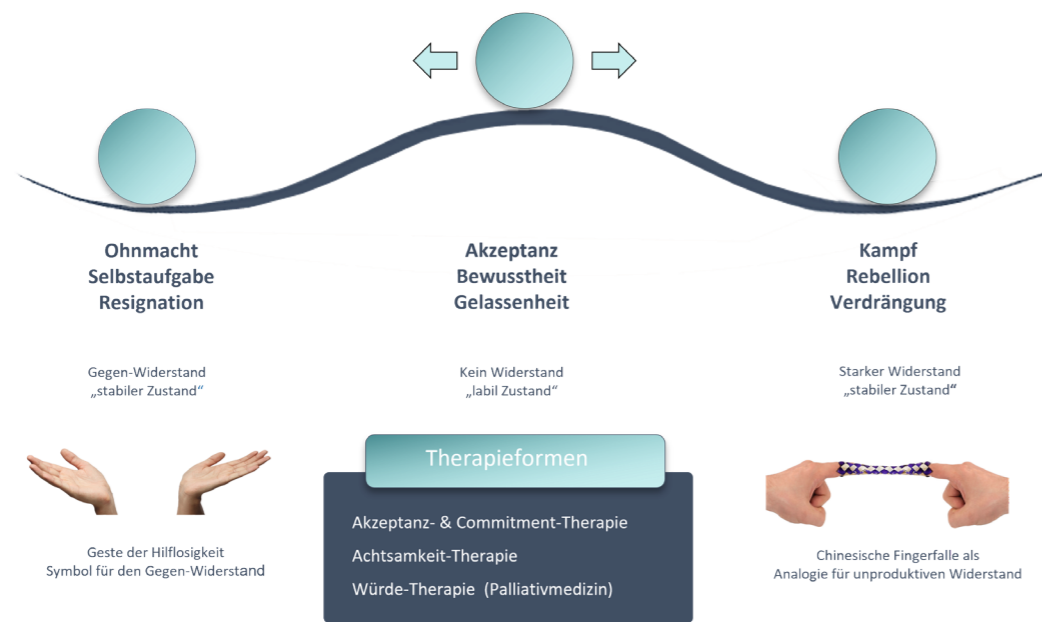 Ohnmacht
Selbstaufgabe
Resignation
Akzeptanz
Bewusstheit
Gelassenheit
Kampf
Rebellion
Verdrängung
Gegen-Widerstand
„stabiler Zustand“
Kein Widerstand
„labil Zustand“
Starker Widerstand
„stabiler Zustand“
Geste der Hilflosigkeit
Symbol für den Gegen-Widerstand
Therapieformen
Akzeptanz- & Commitment-Therapie
Achtsamkeit-Therapie
Würde-Therapie (Palliativmedizin)
Chinesische Fingerfalle als
Analogie für unproduktiven Widerstand